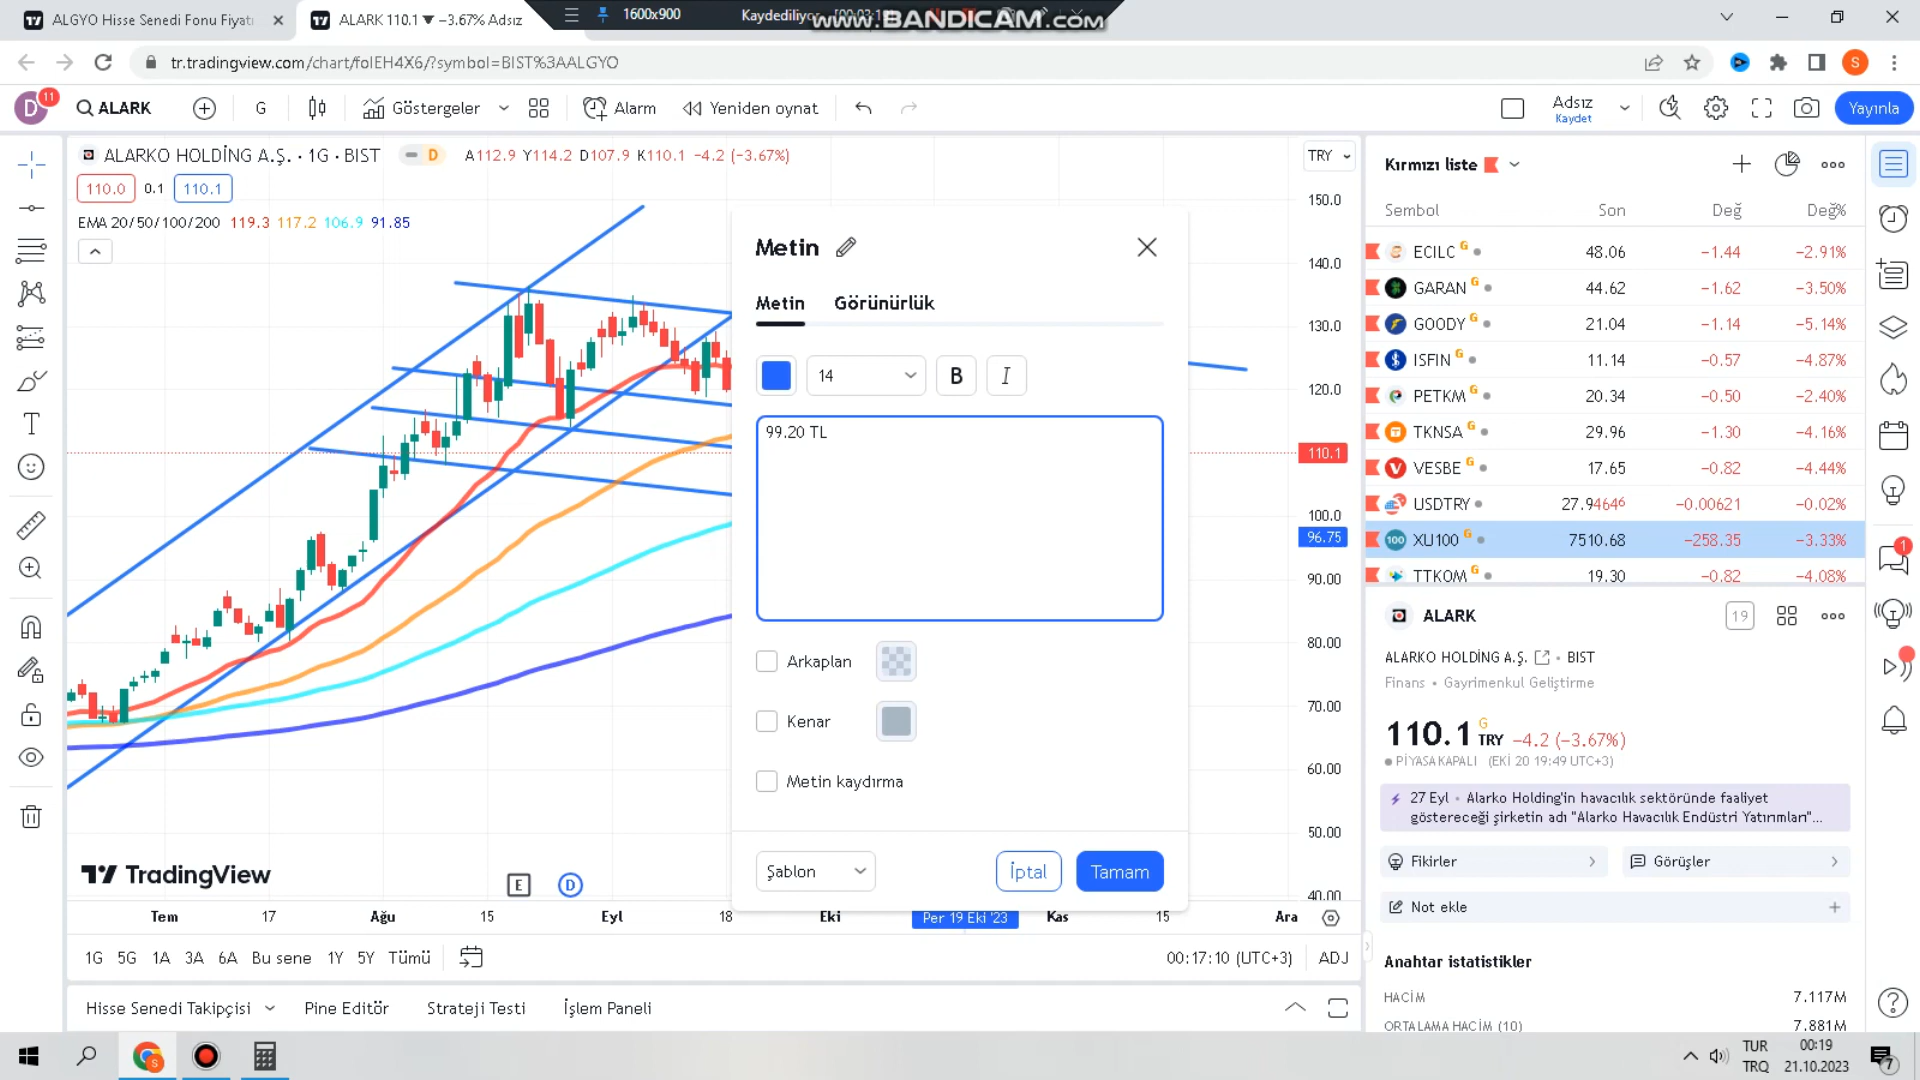 ALGYO Hisse Senedi Fonu Fiyatı
ALARK 110.1 ▼ −3.67% Adsız
1600x900
Kaydediliyor
www.BANDICAM.com
tr.tradingview.com/chart/folEH4X6/?symbol=BIST%3AALGYO
S
D
11
ALARK
G
Göstergeler
Alarm
Yeniden oynat
Adsız
Kaydet
Yayınla
ALARKO HOLDİNG A.Ş. · 1G · BIST
D
A112.9 Y114.2 D107.9 K110.1 −4.2 (−3.67%)
110.0
0.1
110.1
EMA 20/50/100/200 119.3 117.2 106.9 91.85
TRY
150.0
140.0
130.0
120.0
110.1
100.0
96.75
90.00
80.00
70.00
60.00
50.00
40.00
Metin
Metin
Görünürlük
14
B
I
99.20 TL
Arkaplan
Kenar
Metin kaydırma
Şablon
İptal
Tamam
TradingView
E
D
Tem
17
Ağu
15
Eyl
18
Eki
Per 19 Eki '23
Kas
15
Ara
1G 5G 1A 3A 6A Bu sene 1Y 5Y Tümü
00:17:10 (UTC+3)
ADJ
Hisse Senedi Takipçisi
Pine Editör
Strateji Testi
İşlem Paneli
Kırmızı liste
Sembol Son Değ Değ%
ECILC G 48.06 −1.44 −2.91%
GARAN G 44.62 −1.62 −3.50%
GOODY G 21.04 −1.14 −5.14%
ISFIN G 11.14 −0.57 −4.87%
PETKM G 20.34 −0.50 −2.40%
TKNSA G 29.96 −1.30 −4.16%
VESBE G 17.65 −0.82 −4.44%
USDTRY 27.94646 −0.00621 −0.02%
100 XU100 G 7510.68 −258.35 −3.33%
TTKOM G 19.30 −0.82 −4.08%
ALARK
19
ALARKO HOLDİNG A.Ş. • BIST
Finans • Gayrimenkul Geliştirme
110.1 G TRY −4.2 (−3.67%)
PİYASA KAPALI (EKİ 20 19:49 UTC+3)
27 Eyl • Alarko Holding'in havacılık sektöründe faaliyet
göstereceği şirketin adı "Alarko Havacılık Endüstri Yatırımları"...
Fikirler
Görüşler
Not ekle
Anahtar istatistikler
HACİM 7.117M
ORTALAMA HACİM (10) 7.881M
1
TUR
TRQ
00:19
21.10.2023
7